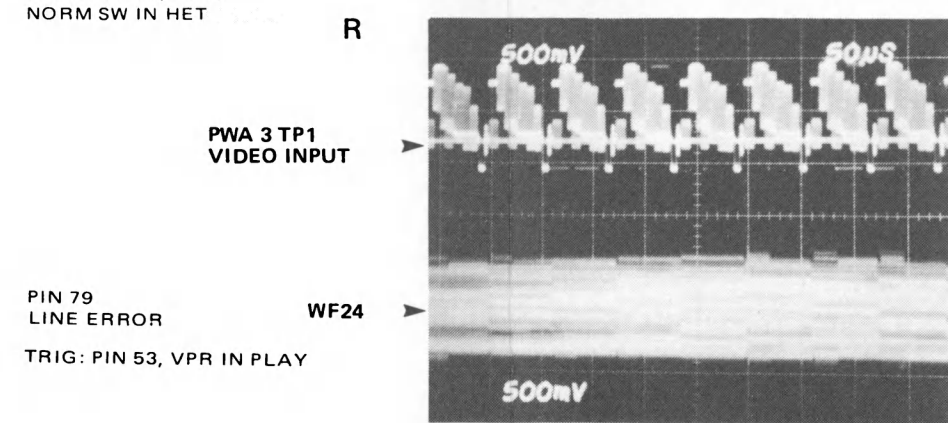 NORM SW IN HET
R
500mV 50µS
PWA 3 TP1
VIDEO INPUT
PIN 79
LINE ERROR
WF24
TRIG: PIN 53, VPR IN PLAY
500mV